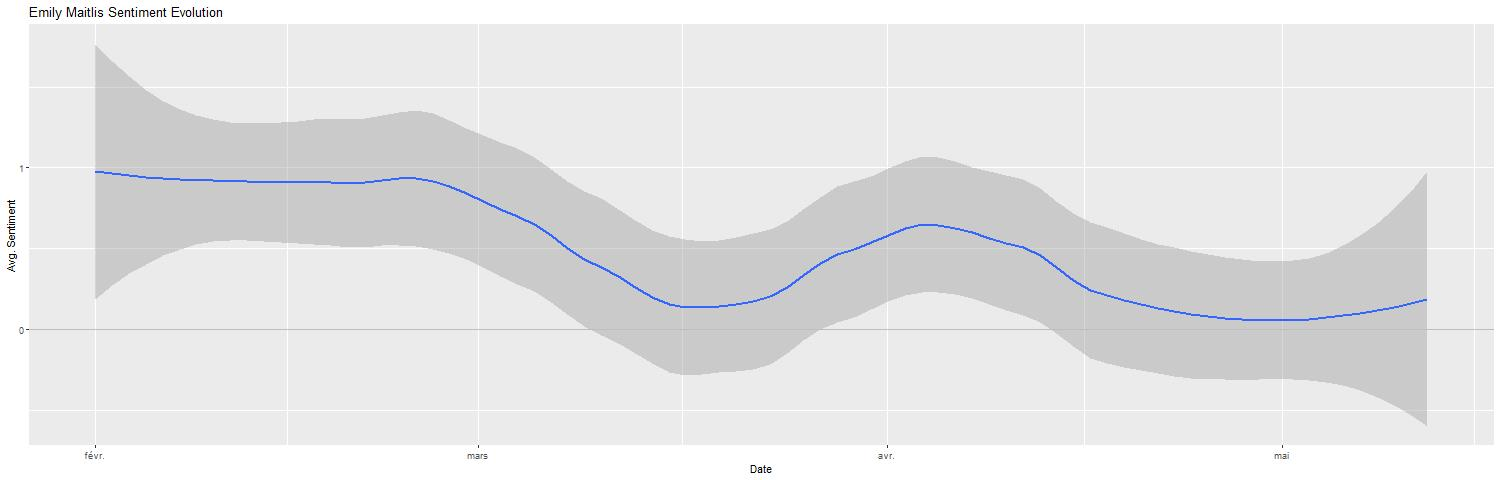 Emily Maitlis Sentiment Evolution
Avg. Sentiment
1
0
févr.
mars
avr.
mai
Date